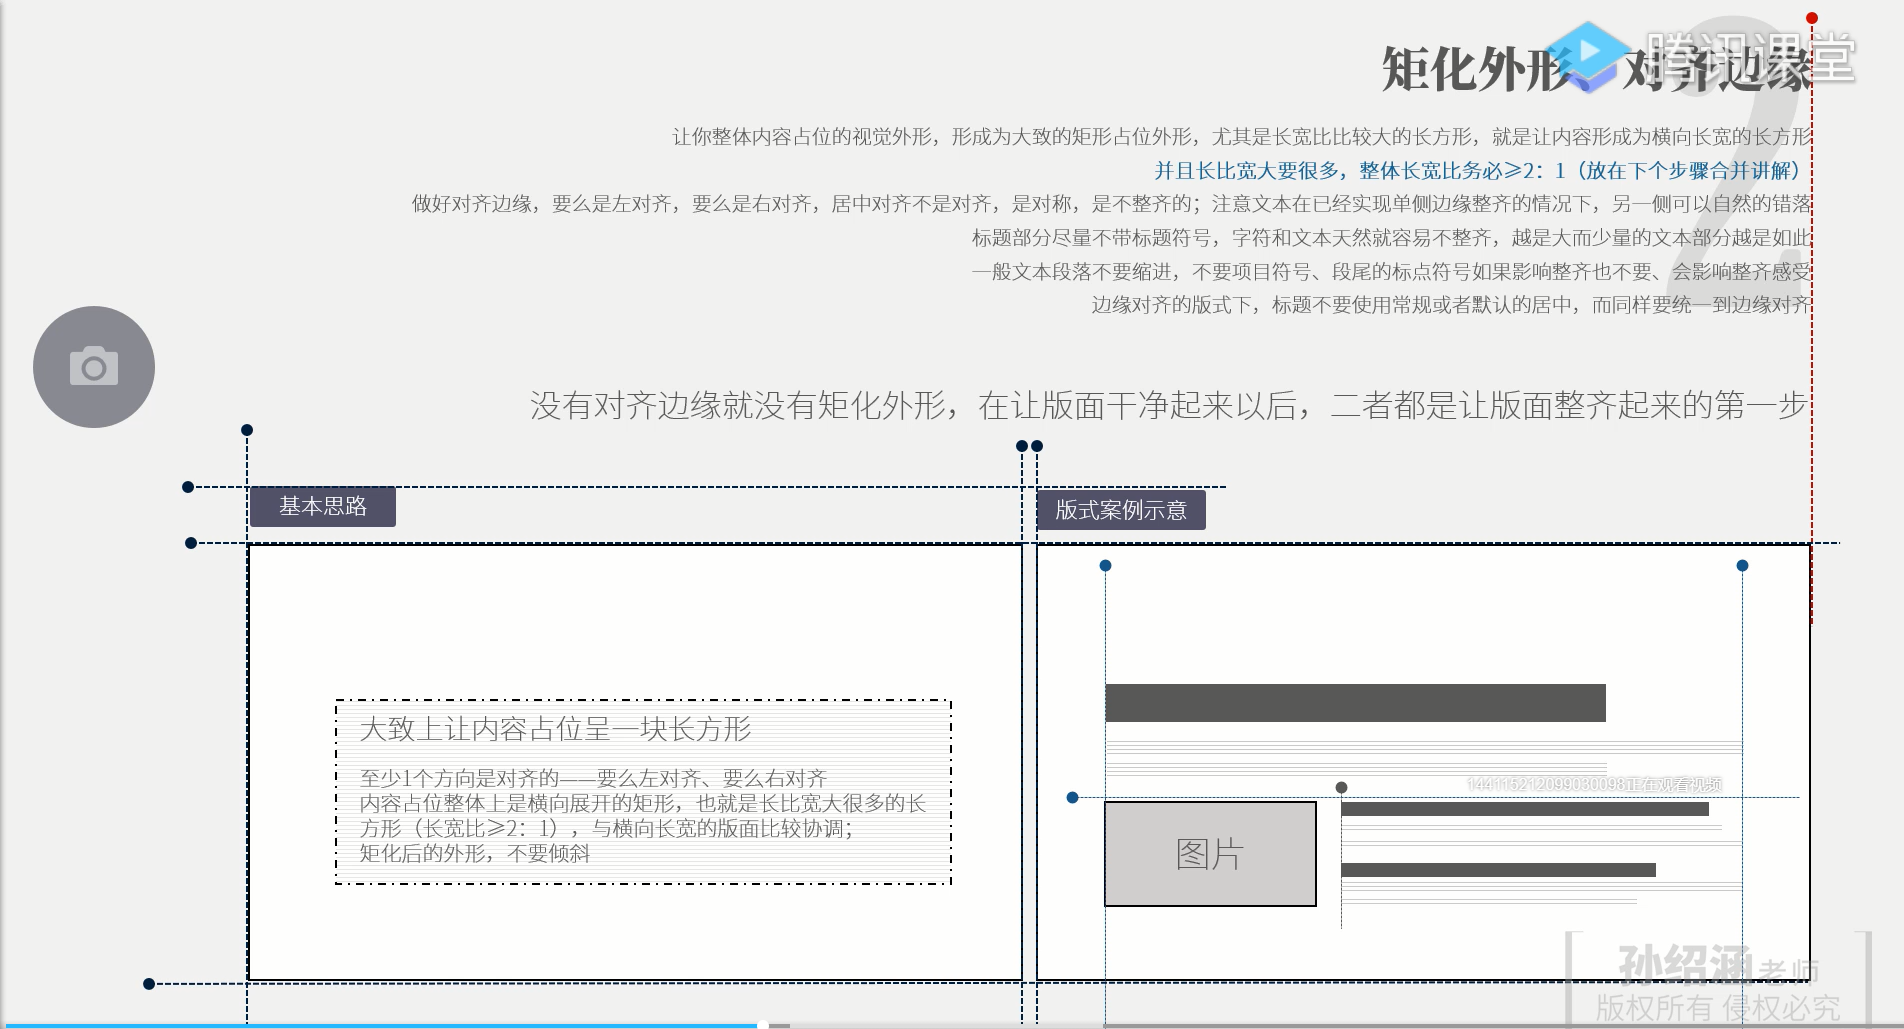 矩化外形 对齐边缘
腾讯课堂
2
让你整体内容占位的视觉外形，形成为大致的矩形占位外形，尤其是长宽比比较大的长方形，就是让内容形成为横向长宽的长方形
并且长比宽大要很多，整体长宽比务必≥2：1（放在下个步骤合并讲解）
做好对齐边缘，要么是左对齐，要么是右对齐，居中对齐不是对齐，是对称，是不整齐的；注意文本在已经实现单侧边缘整齐的情况下，另一侧可以自然的错落
标题部分尽量不带标题符号，字符和文本天然就容易不整齐，越是大而少量的文本部分越是如此
一般文本段落不要缩进，不要项目符号、段尾的标点符号如果影响整齐也不要、会影响整齐感受
边缘对齐的版式下，标题不要使用常规或者默认的居中，而同样要统一到边缘对齐
没有对齐边缘就没有矩化外形，在让版面干净起来以后，二者都是让版面整齐起来的第一步
基本思路
版式案例示意
大致上让内容占位呈一块长方形
至少1个方向是对齐的——要么左对齐、要么右对齐
内容占位整体上是横向展开的矩形，也就是长比宽大很多的长
方形（长宽比≥2：1），与横向长宽的版面比较协调；
矩化后的外形，不要倾斜
144115212099030098正在观看视频
图片
孙绍涵老师
版权所有 侵权必究